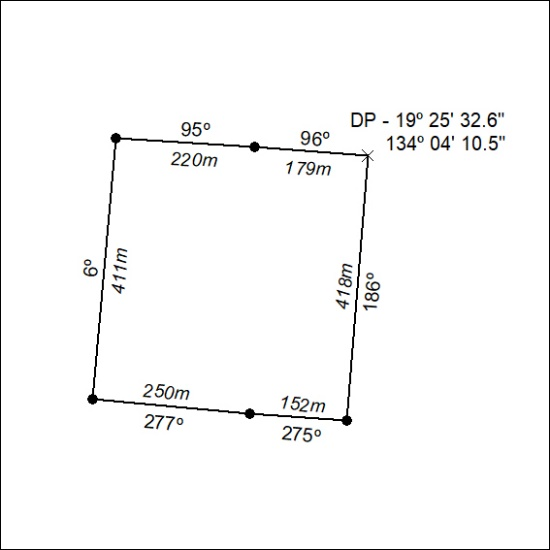 DP - 19º 25' 32.6"
134º 04' 10.5"
95º
96º
220m
179m
6º
411m
418m
186º
250m
152m
277º
275º